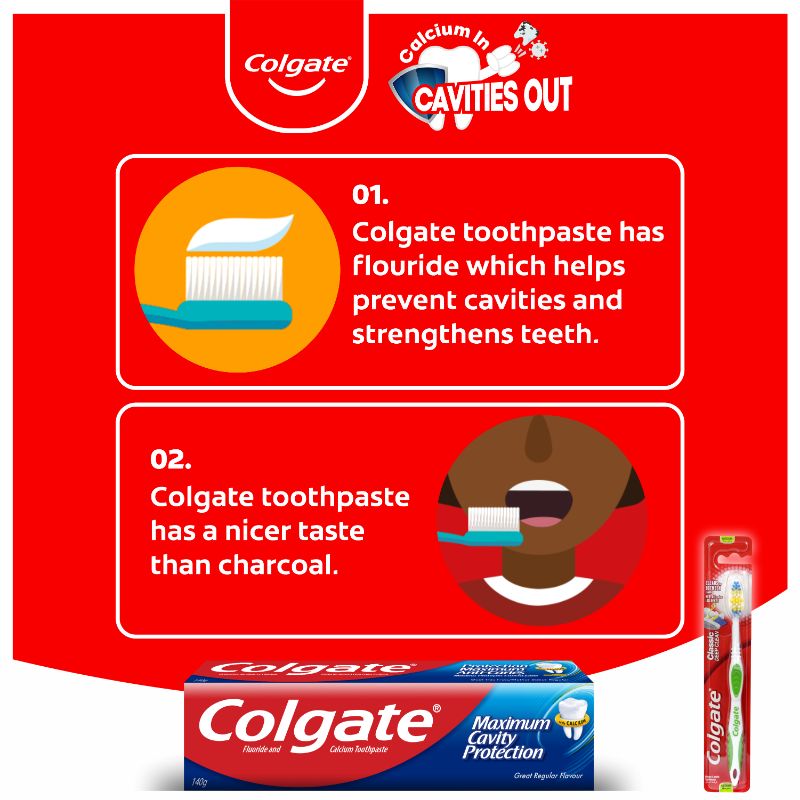 Colgate®
Calcium In
CAVITIES OUT
01.
Colgate toothpaste has
flouride which helps
prevent cavities and
strengthens teeth.
02.
Colgate toothpaste
has a nicer taste
than charcoal.
Colgate®
Colgate®
Fluoride and Calcium Toothpaste
Maximum
Cavity
Protection
Great Regular Flavour
140g
Classic
DEEP CLEAN
Colgate
Colgate